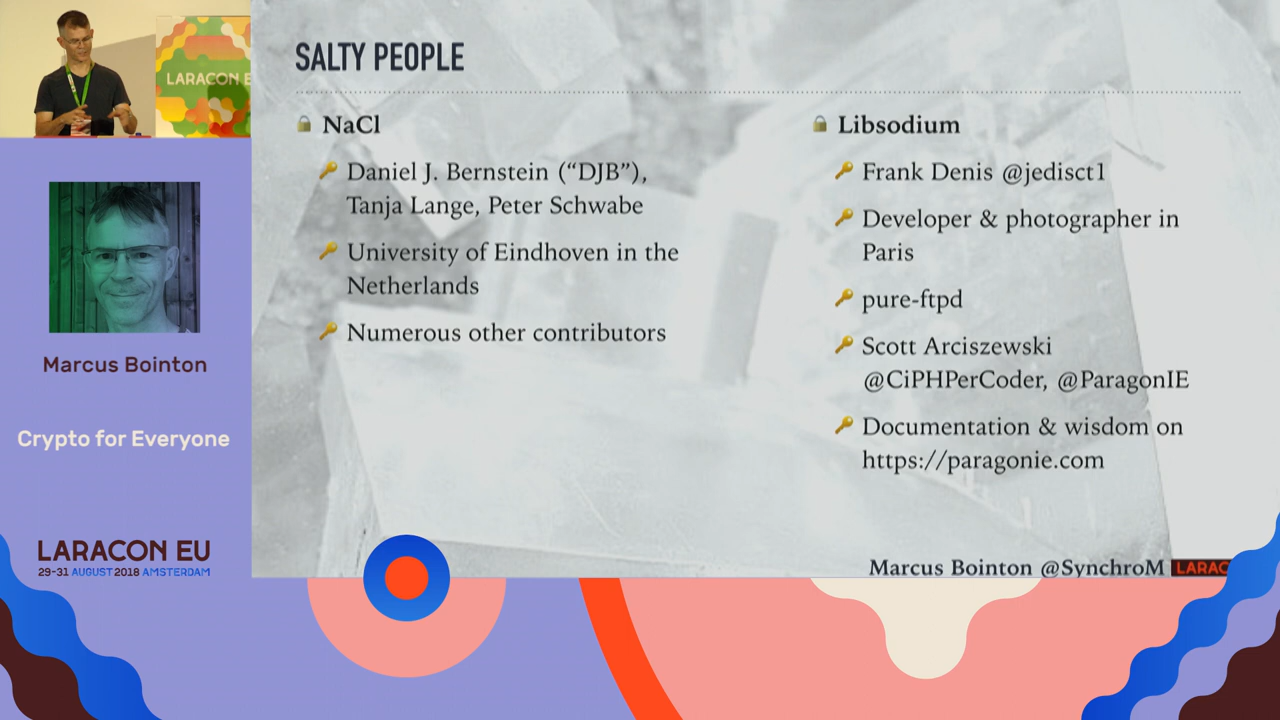 LARACON E
Marcus Bointon
Crypto for Everyone
LARACON EU
29-31 AUGUST 2018 AMSTERDAM
SALTY PEOPLE
NaCl
Daniel J. Bernstein (“DJB”),
Tanja Lange, Peter Schwabe
University of Eindhoven in the
Netherlands
Numerous other contributors
Libsodium
Frank Denis @jedisct1
Developer & photographer in
Paris
pure-ftpd
Scott Arciszewski
@CiPHPerCoder, @ParagonIE
Documentation & wisdom on
https://paragonie.com
Marcus Bointon @SynchroM LARAC